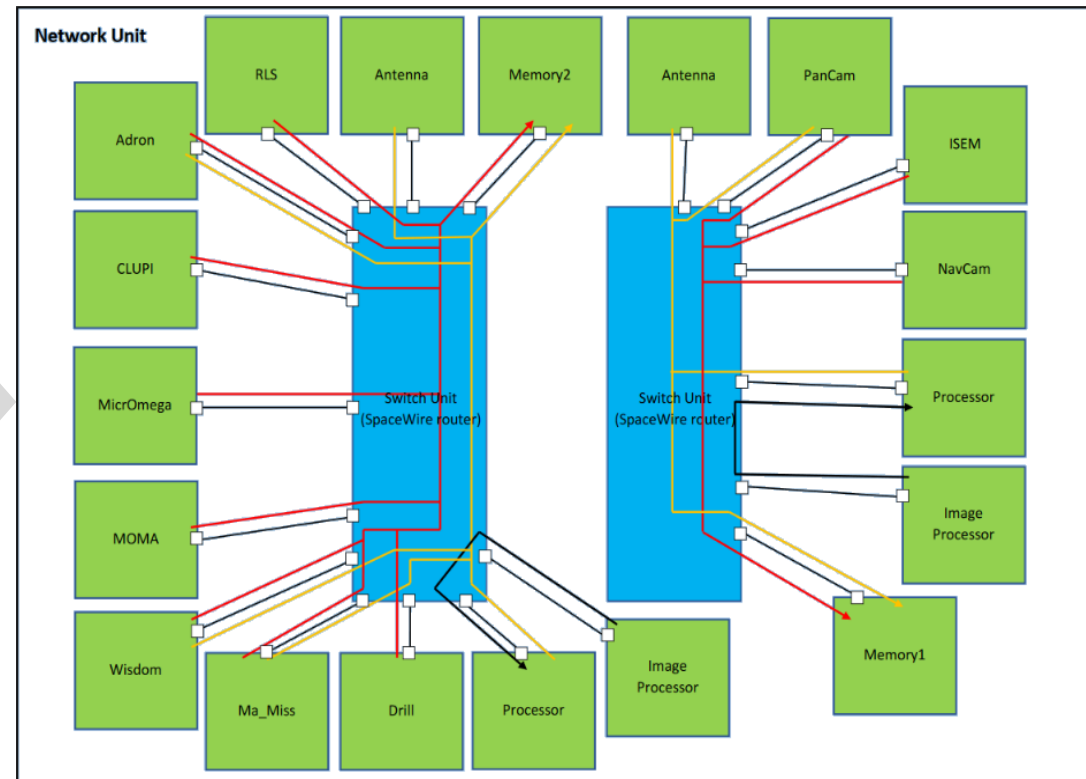 Network Unit
RLS
Antenna
Memory2
Antenna
PanCam
Adron
ISEM
CLUPI
NavCam
MicrOmega
Switch Unit
(SpaceWire router)
Switch Unit
(SpaceWire router)
Processor
MOMA
Image
Processor
Wisdom
Ma_Miss
Drill
Processor
Image
Processor
Memory1